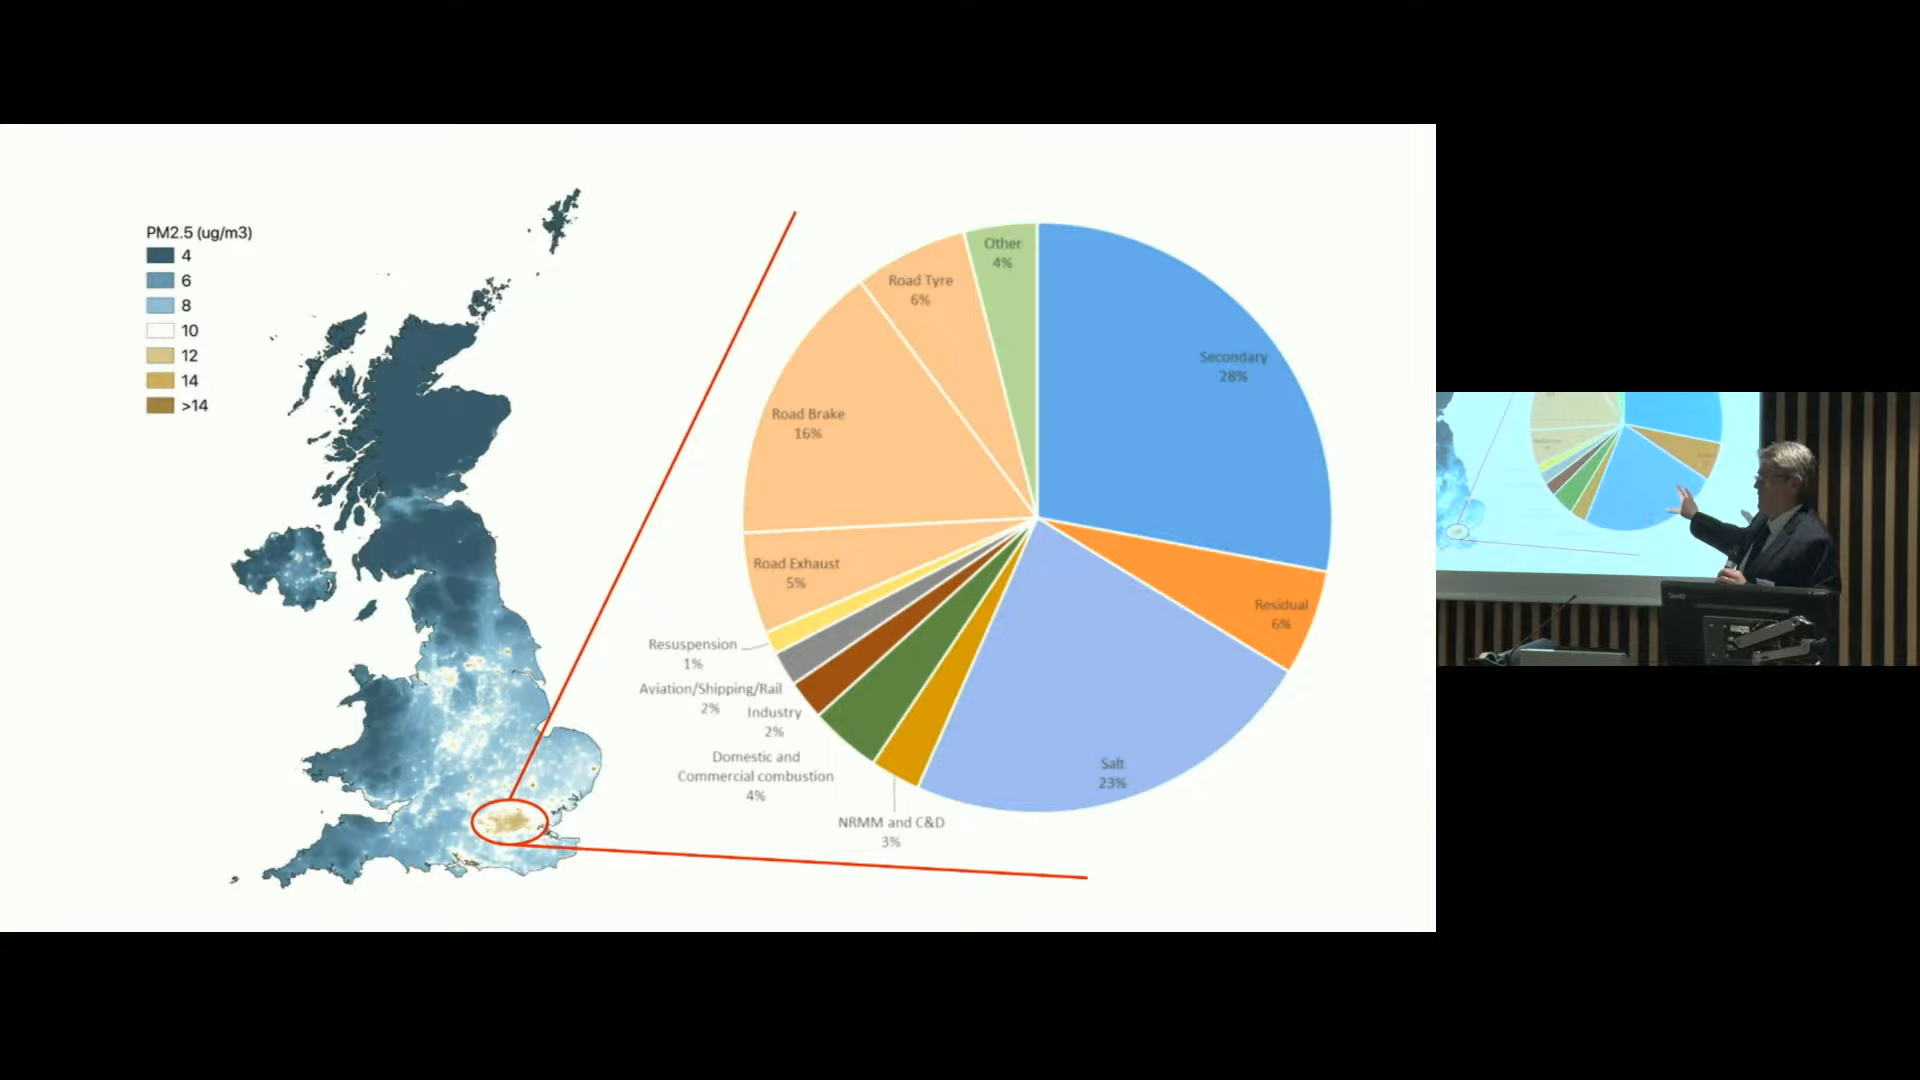 PM2.5 (ug/m3)
4
6
8
10
12
14
>14
Other
4%
Road Tyre
6%
Secondary
28%
Road Brake
16%
Road Exhaust
5%
Residual
6%
Resuspension
1%
Aviation/Shipping/Rail
2%
Industry
2%
Domestic and
Commercial combustion
4%
Salt
23%
NRMM and C&D
3%